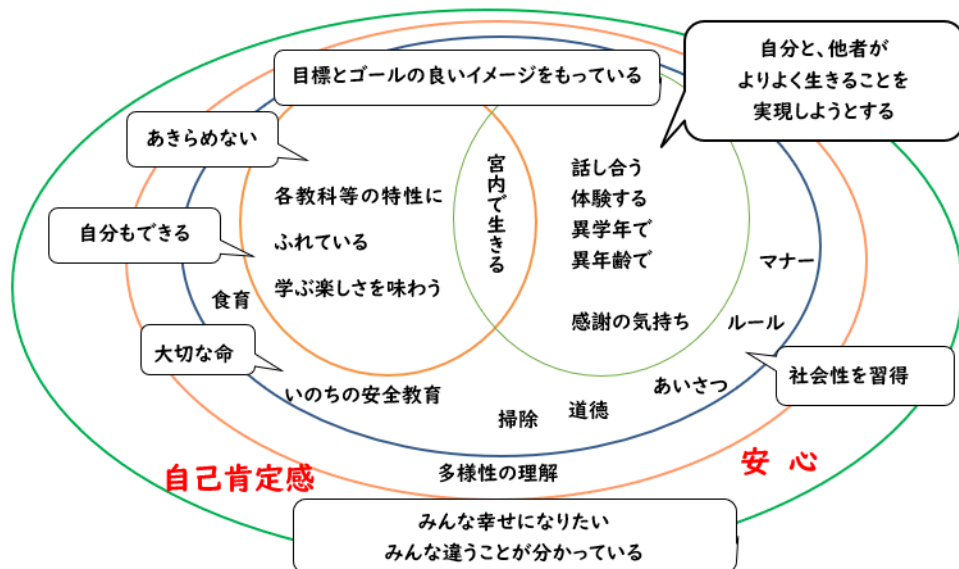 目標とゴールの良いイメージをもっている
自分と、他者が
よりよく生きることを
実現しようとする
あきらめない
自分もできる
各教科等の特性に
ふれている
学ぶ楽しさを味わう
宮内で生きる
話し合う
体験する
異学年で
異年齢で
感謝の気持ち
マナー
ルール
あいさつ
社会性を習得
食育
大切な命
いのちの安全教育
掃除
道徳
多様性の理解
自己肯定感
安 心
みんな幸せになりたい
みんな違うことが分かっている